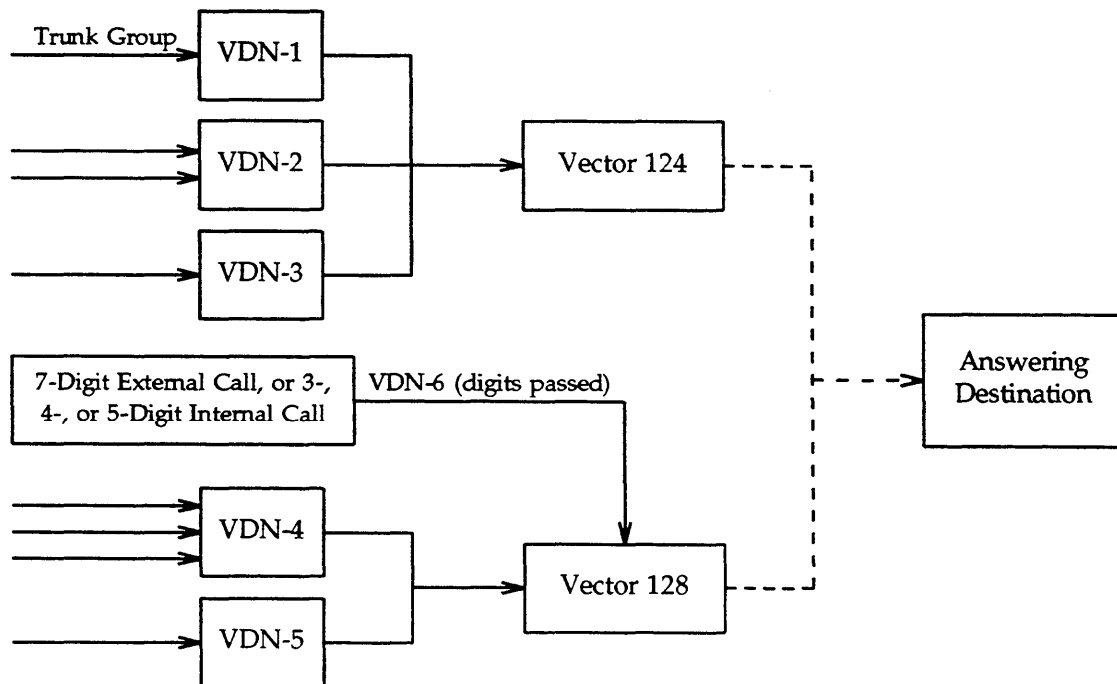 Trunk Group
VDN-1
VDN-2
Vector 124
VDN-3
7-Digit External Call, or 3-,
4-, or 5-Digit Internal Call
VDN-6 (digits passed)
Answering
Destination
VDN-4
Vector 128
VDN-5